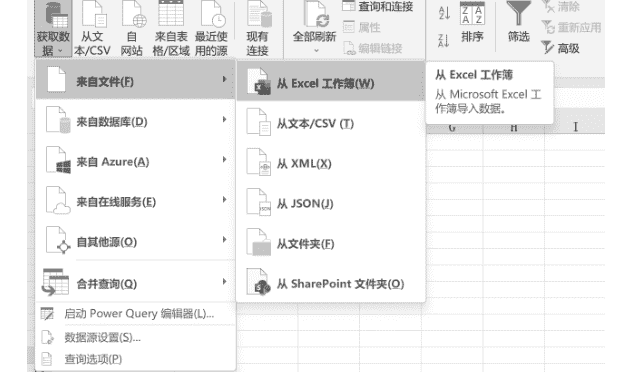 获取数据
从文本/CSV
自网站
来自表格/区域
最近使用的源
现有连接
全部刷新
查询和连接
属性
编辑链接
排序
筛选
清除
重新应用
高级
来自文件(F)
来自数据库(D)
来自 Azure(A)
来自在线服务(E)
自其他源(O)
合并查询(Q)
启动 Power Query 编辑器(L)...
数据源设置(S)...
查询选项(P)
从 Excel 工作簿(W)
从文本/CSV (T)
从 XML(X)
从 JSON(J)
从文件夹(F)
从 SharePoint 文件夹(O)
从 Excel 工作簿
从 Microsoft Excel 工
作簿导入数据。
G H I